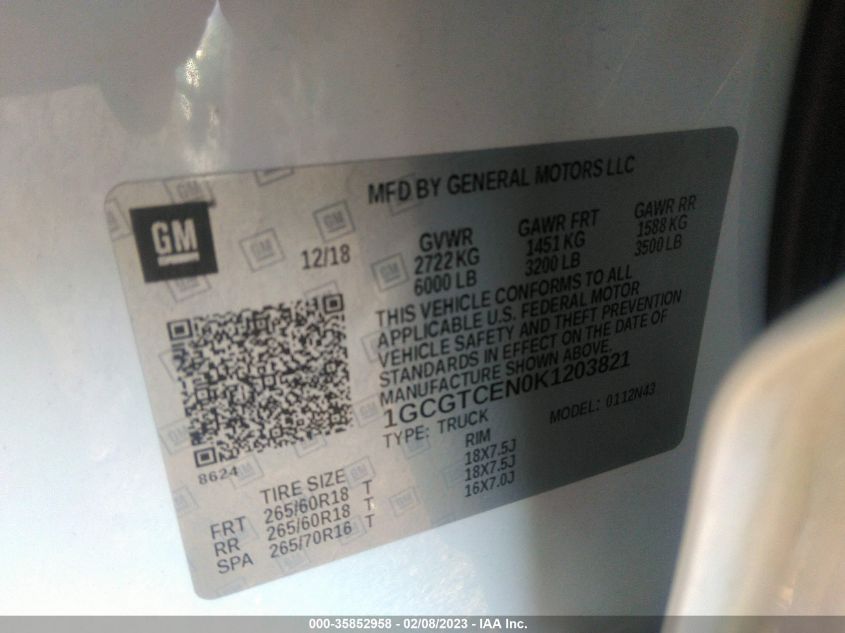 GM
12/18
MFD BY GENERAL MOTORS LLC
GVWR GAWR FRT GAWR RR
2722 KG 1451 KG 1588 KG
6000 LB 3200 LB 3500 LB
THIS VEHICLE CONFORMS TO ALL
APPLICABLE U.S. FEDERAL MOTOR
VEHICLE SAFETY AND THEFT PREVENTION
STANDARDS IN EFFECT ON THE DATE OF
MANUFACTURE SHOWN ABOVE.
1GCGTCEN0K1203821
TYPE: TRUCK MODEL: 0112N43
8624
TIRE SIZE RIM
FRT 265/60R18 T 18X7.5J
RR 265/60R18 T 18X7.5J
SPA 265/70R16 T 16X7.0J
000-35852958 - 02/08/2023 - IAA Inc.